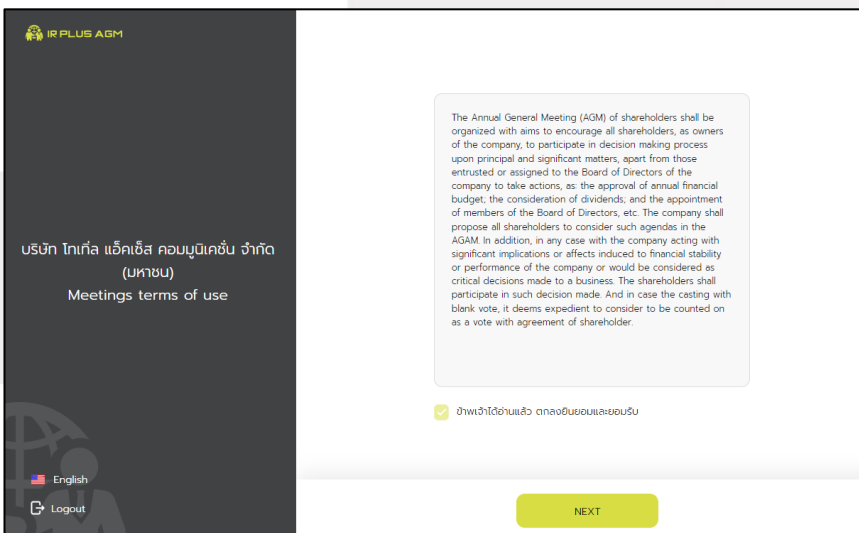 IR PLUS AGM
บริษัท โทเทิ่ล แอ็คเซ็ส คอมมูนิเคชั่น จำกัด
(มหาชน)
Meetings terms of use
English
Logout
The Annual General Meeting (AGM) of shareholders shall be
organized with aims to encourage all shareholders, as owners
of the company, to participate in decision making process
upon principal and significant matters, apart from those
entrusted or assigned to the Board of Directors of the
company to take actions, as: the approval of annual financial
budget; the consideration of dividends; and the appointment
of members of the Board of Directors, etc. The company shall
propose all shareholders to consider such agendas in the
AGAM. In addition, in any case with the company acting with
significant implications or affects induced to financial stability
or performance of the company or would be considered as
critical decisions made to a business. The shareholders shall
participate in such decision made. And in case the casting with
blank vote, it deems expedient to consider to be counted on
as a vote with agreement of shareholder.
ข้าพเจ้าได้อ่านแล้ว ตกลงยินยอมและยอมรับ
NEXT